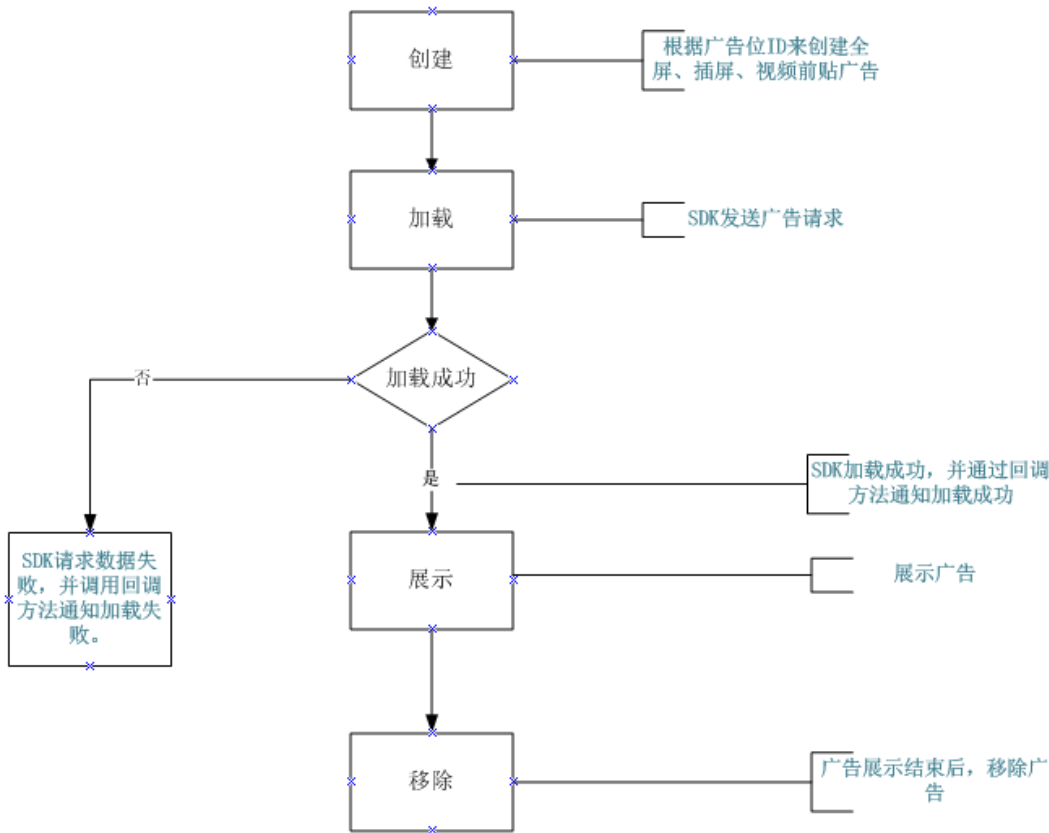 创建
根据广告位ID来创建全
屏、插屏、视频前贴广告
加载
SDK发送广告请求
加载成功
否
是
SDK加载成功，并通过回调
方法通知加载成功
SDK请求数据失
败，并调用回调
方法通知加载失
败。
展示
展示广告
移除
广告展示结束后，移除广
告